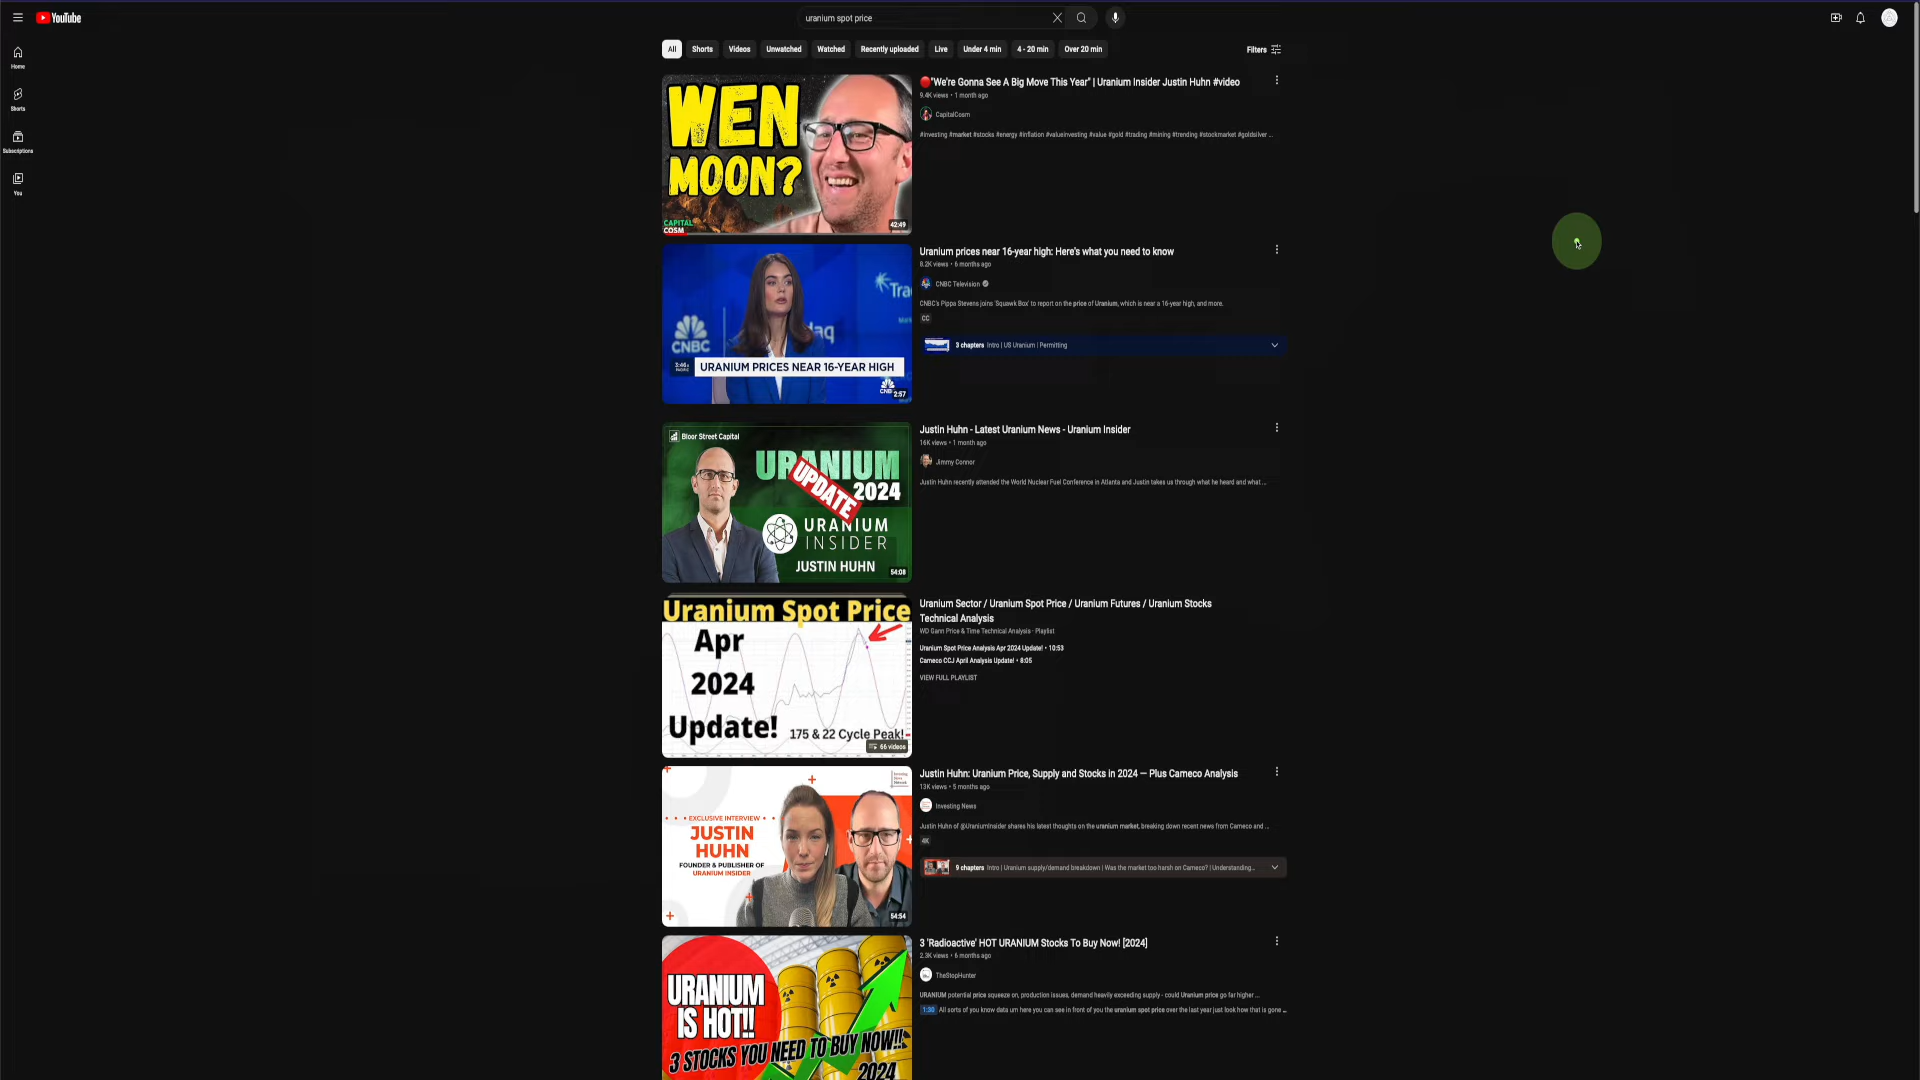 YouTube
uranium spot price
Home
Shorts
Subscriptions
You
All
Shorts
Videos
Unwatched
Watched
Recently uploaded
Live
Under 4 min
4 - 20 min
Over 20 min
Filters
WEN
MOON?
CAPITAL
COSM
42:49
🔴"We're Gonna See A Big Move This Year" | Uranium Insider Justin Huhn #video
9.4K views • 1 month ago
CapitalCosm
#investing #market #stocks #energy #inflation #valueinvesting #value #gold #trading #mining #trending #stockmarket #goldsilver ...
CNBC
URANIUM PRICES NEAR 16-YEAR HIGH
2:57
Uranium prices near 16-year high: Here's what you need to know
8.2K views • 6 months ago
CNBC Television
CNBC's Pippa Stevens joins 'Squawk Box' to report on the price of Uranium, which is near a 16-year high, and more.
CC
3 chapters Intro | US Uranium | Permitting
Bloor Street Capital
URANIUM
UPDATE
2024
URANIUM
INSIDER
JUSTIN HUHN
54:08
Justin Huhn - Latest Uranium News - Uranium Insider
16K views • 1 month ago
Jimmy Connor
Justin Huhn recently attended the World Nuclear Fuel Conference in Atlanta and Justin takes us through what he heard and what ...
Uranium Spot Price
Apr
2024
Update!
175 & 22 Cycle Peak!
66 videos
Uranium Sector / Uranium Spot Price / Uranium Futures / Uranium Stocks
Technical Analysis
WD Gann Price & Time Technical Analysis · Playlist
Uranium Spot Price Analysis Apr 2024 Update! • 10:53
Cameco CCJ April Analysis Update! • 8:05
VIEW FULL PLAYLIST
EXCLUSIVE INTERVIEW
JUSTIN
HUHN
FOUNDER & PUBLISHER OF
URANIUM INSIDER
54:54
Justin Huhn: Uranium Price, Supply and Stocks in 2024 — Plus Cameco Analysis
13K views • 5 months ago
Investing News
Justin Huhn of @UraniumInsider shares his latest thoughts on the uranium market, breaking down recent news from Cameco and ...
4K
9 chapters Intro | Uranium supply/demand breakdown | Was the market too harsh on Cameco? | Understanding...
URANIUM
IS HOT!!
3 STOCKS YOU NEED TO BUY NOW!!
2024
3 'Radioactive' HOT URANIUM Stocks To Buy Now! [2024]
2.3K views • 6 months ago
TheStopHunter
URANIUM potential price squeeze on, production issues, demand heavily exceeding supply - could Uranium price go far higher ...
1:30 All sorts of you know data um here you can see in front of you the uranium spot price over the last year just look how that is gone ...